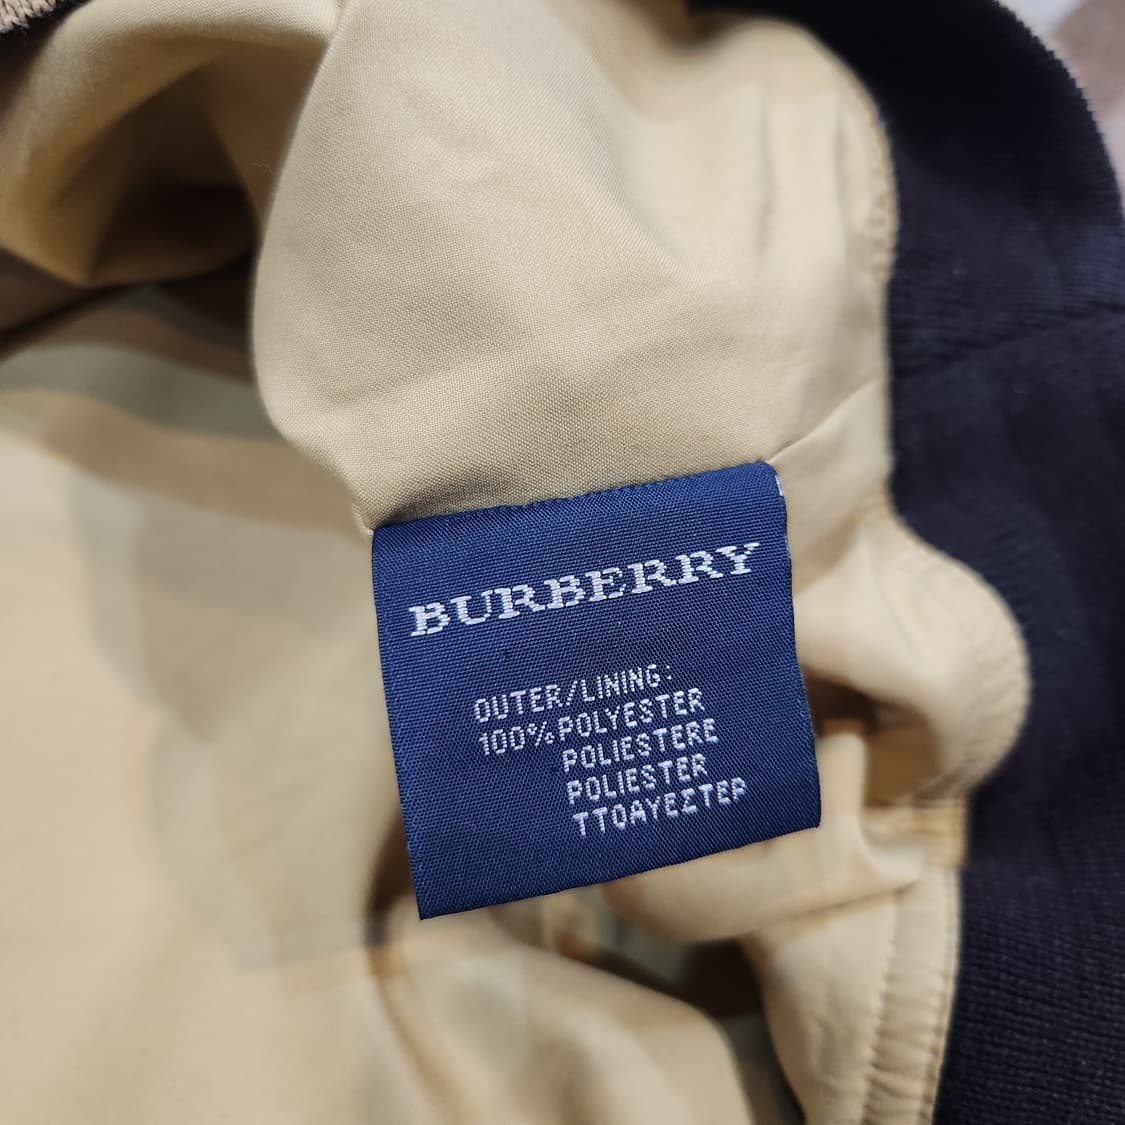 BURBERRY
OUTER/LINING:
100% POLYESTER
POLIESTERE
POLIESTER
TTOAYEΣTEP